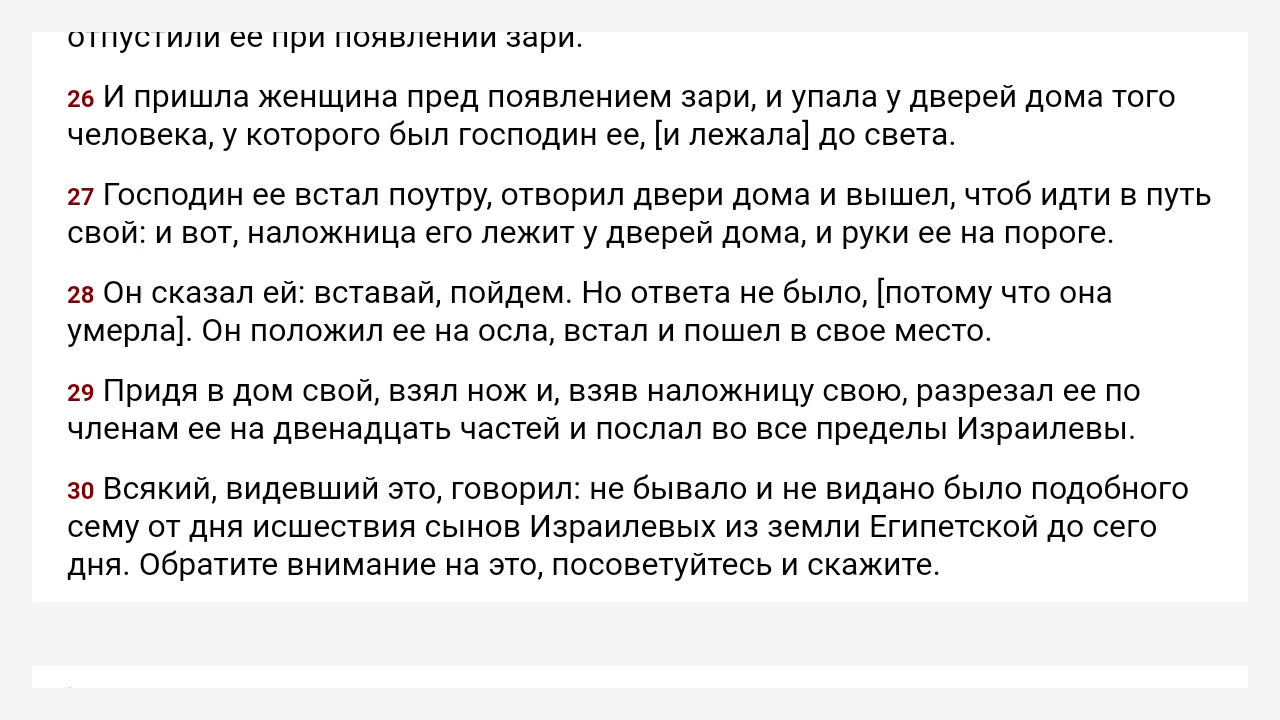 отпустили ее при появлении зари.
26 И пришла женщина пред появлением зари, и упала у дверей дома того
человека, у которого был господин ее, [и лежала] до света.
27 Господин ее встал поутру, отворил двери дома и вышел, чтоб идти в путь
свой: и вот, наложница его лежит у дверей дома, и руки ее на пороге.
28 Он сказал ей: вставай, пойдем. Но ответа не было, [потому что она
умерла]. Он положил ее на осла, встал и пошел в свое место.
29 Придя в дом свой, взял нож и, взяв наложницу свою, разрезал ее по
членам ее на двенадцать частей и послал во все пределы Израилевы.
30 Всякий, видевший это, говорил: не бывало и не видано было подобного
сему от дня исшествия сынов Израилевых из земли Египетской до сего
дня. Обратите внимание на это, посоветуйтесь и скажите.